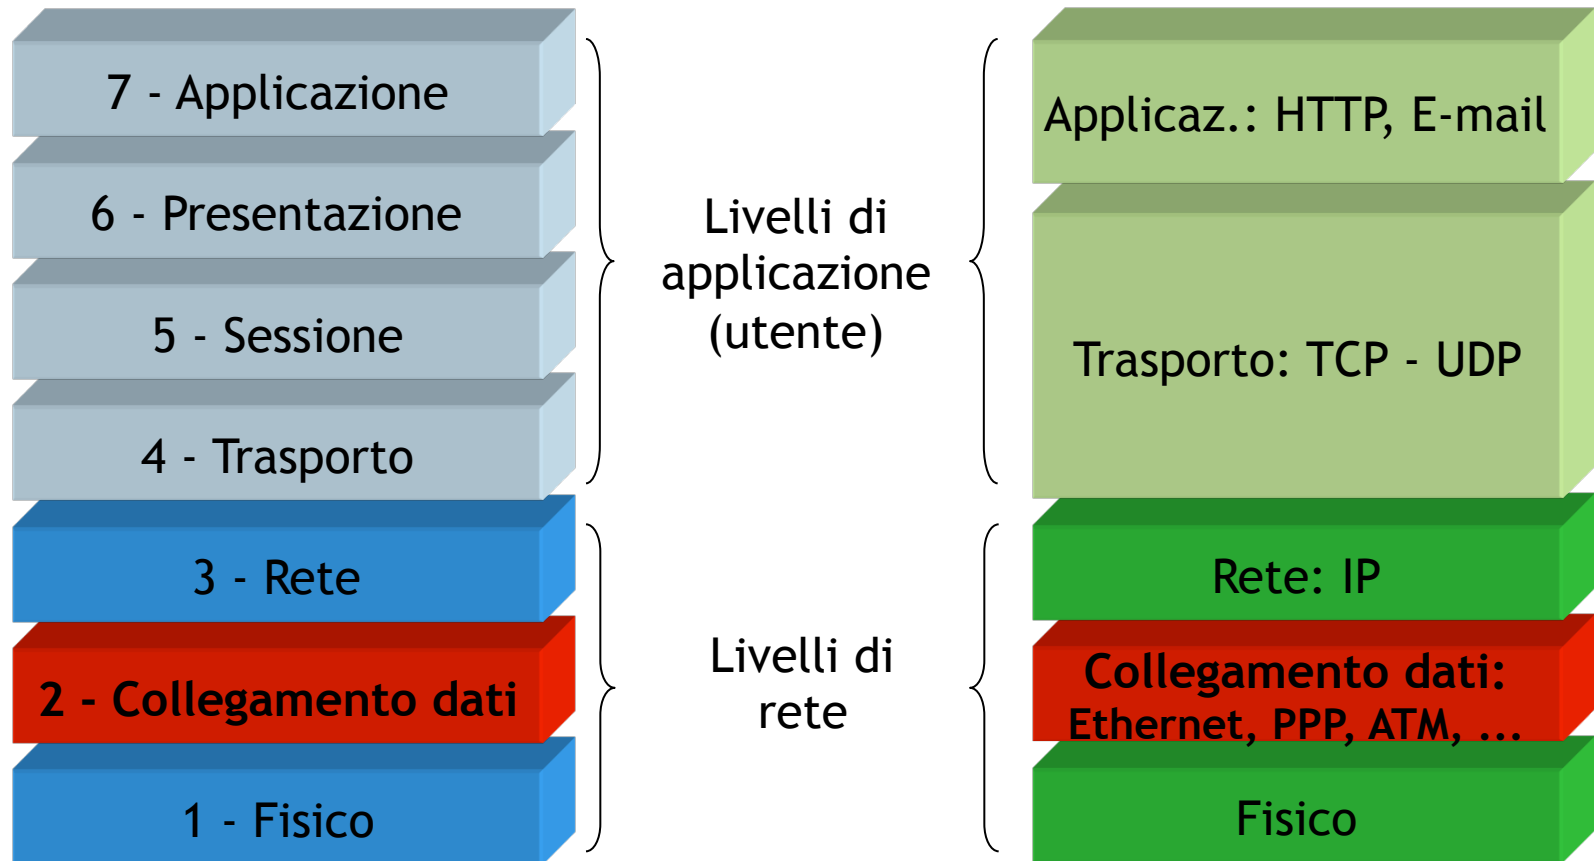 7 - Applicazione
6 - Presentazione
5 - Sessione
4 - Trasporto
3 - Rete
2 - Collegamento dati
1 - Fisico
Livelli di
applicazione
(utente)
Livelli di
rete
Applicaz.: HTTP, E-mail
Trasporto: TCP - UDP
Rete: IP
Collegamento dati:
Ethernet, PPP, ATM, ...
Fisico